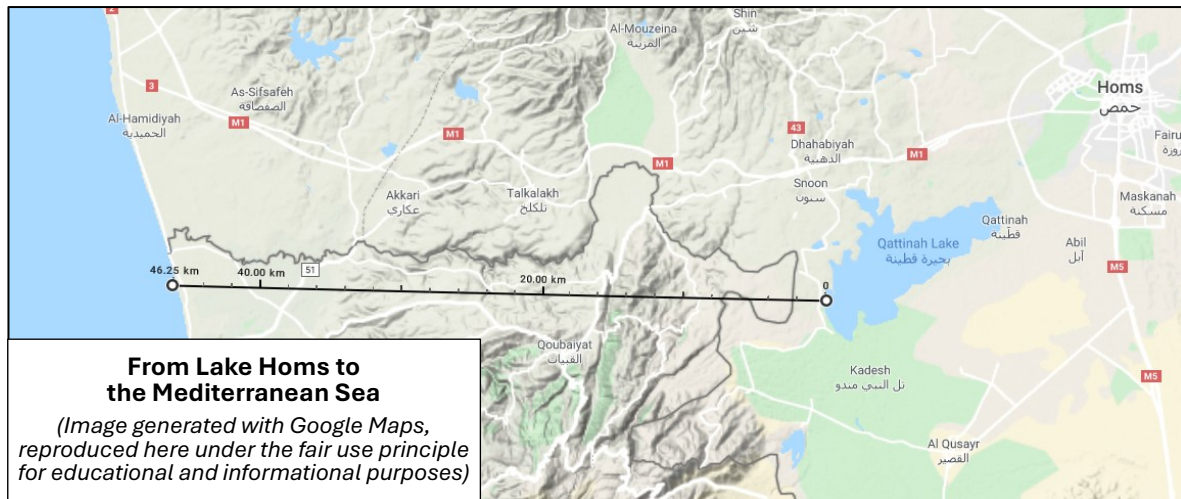 2
Shin
شين
Al-Mouzeina
المزينة
Homs
حمص
3
As-Sifsafeh
الصفصافة
Al-Hamidiyah
الحميدية
M1
M1
43
Dhahabiyah
الذهبية
M1
M1
Snoon
سنون
Akkari
عكاري
Talkalakh
تلكلخ
Maskanah
مسكنة
Qattinah
قطينة
Qattinah Lake
بحيرة قطينة
Abil
آبل
M5
46.25 km
40.00 km
51
20.00 km
0
Qoubaiyat
القبيات
Kadesh
تل النبي مندو
M5
Al Qusayr
القصير
From Lake Homs to
the Mediterranean Sea
(Image generated with Google Maps,
reproduced here under the fair use principle
for educational and informational purposes)